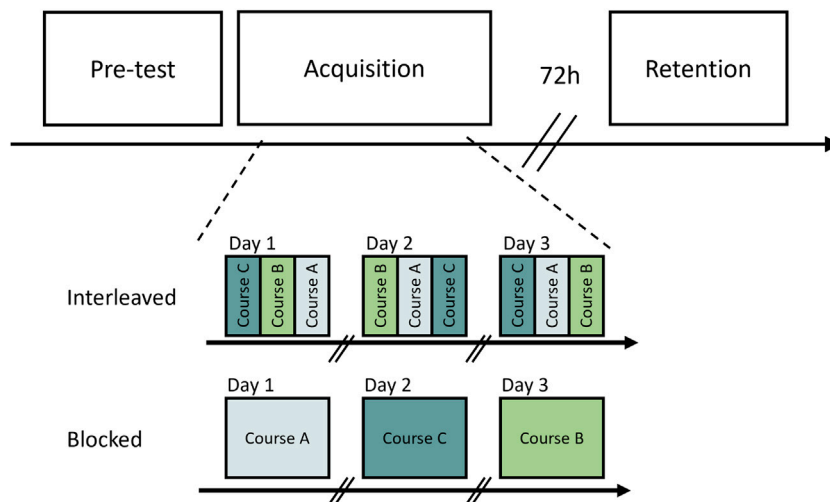 Pre-test
Acquisition
72h
Retention
Day 1
Day 2
Day 3
Interleaved
Course C
Course B
Course A
Course B
Course A
Course C
Course C
Course A
Course B
Day 1
Day 2
Day 3
Blocked
Course A
Course C
Course B